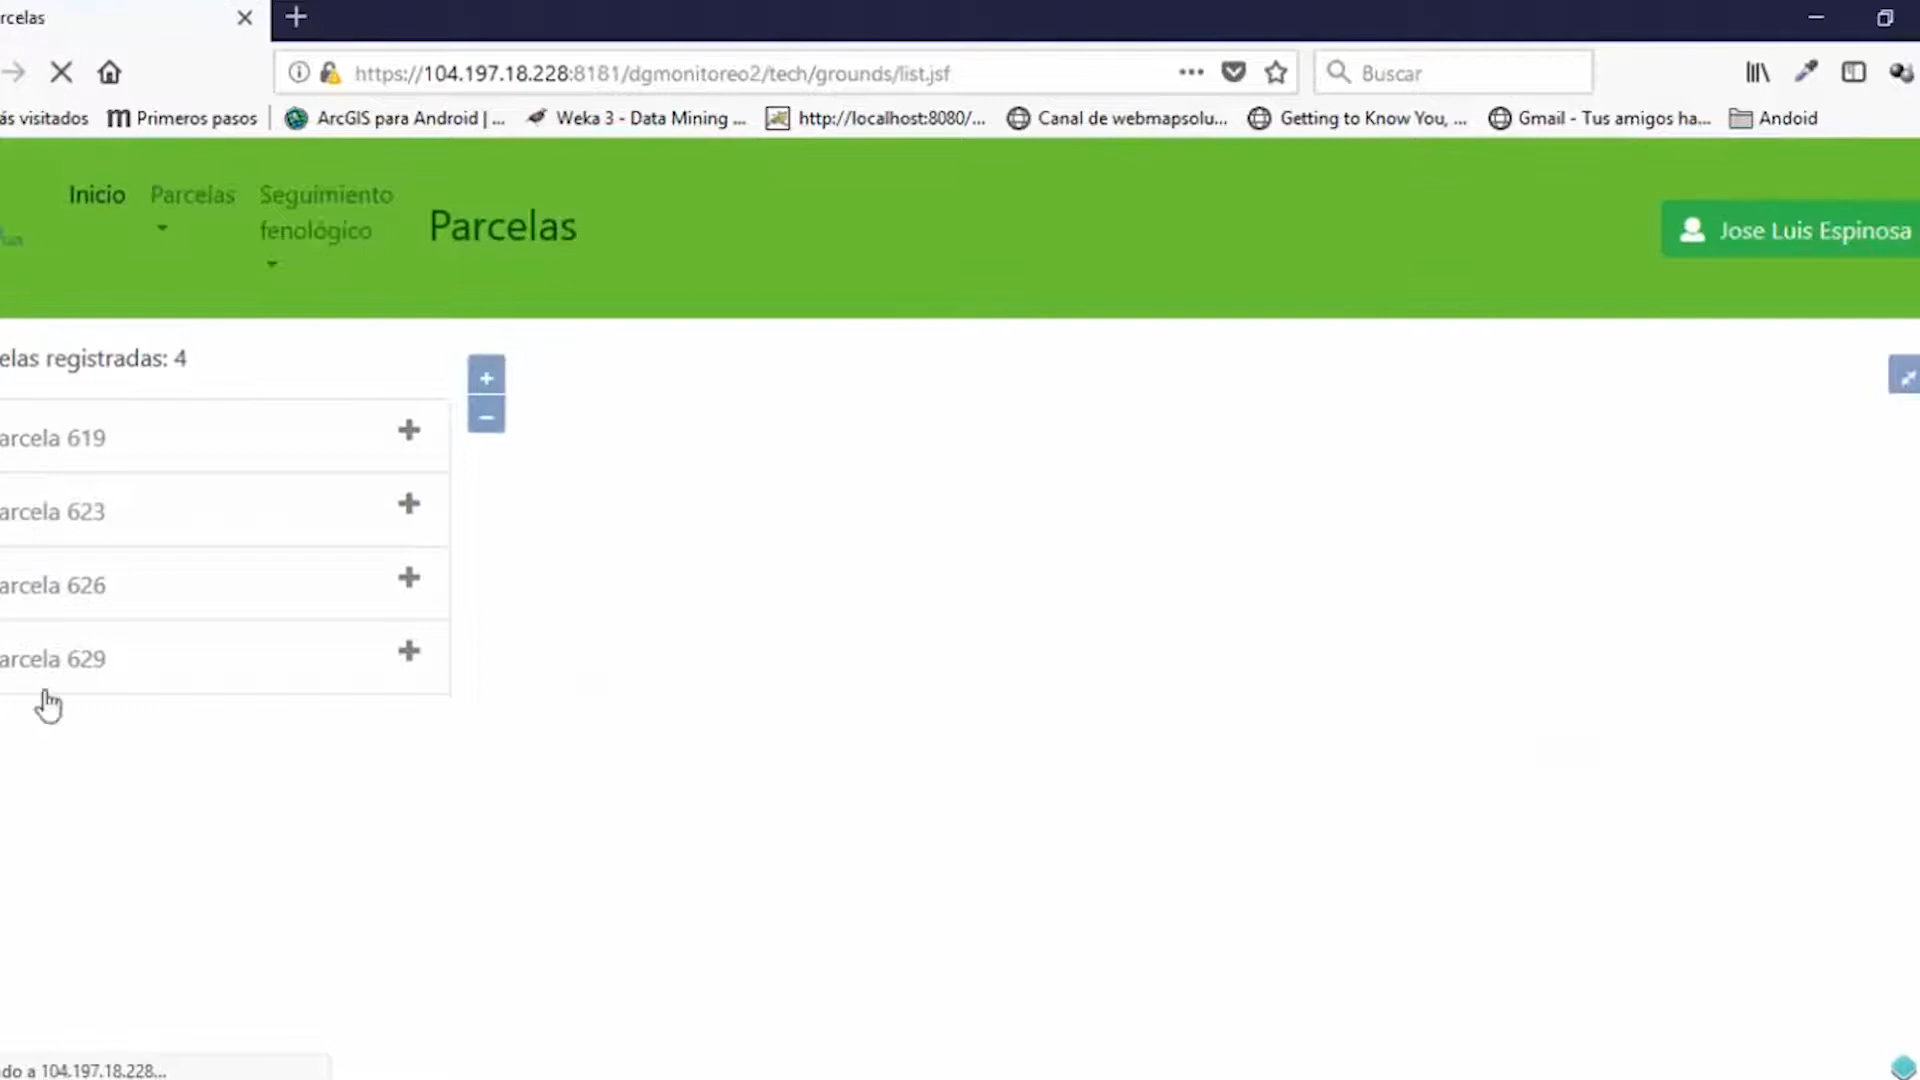 rcelas
https://104.197.18.228:8181/dgmonitoreo2/tech/grounds/list.jsf
Buscar
ás visitados Primeros pasos ArcGIS para Android | ... Weka 3 - Data Mining ... http://localhost:8080/... Canal de webmapsolu... Getting to Know You, ... Gmail - Tus amigos ha... Andoid
Inicio Parcelas Seguimiento
fenológico
Parcelas
Jose Luis Espinosa
elas registradas: 4
arcela 619
arcela 623
arcela 626
arcela 629
do a 104.197.18.228...